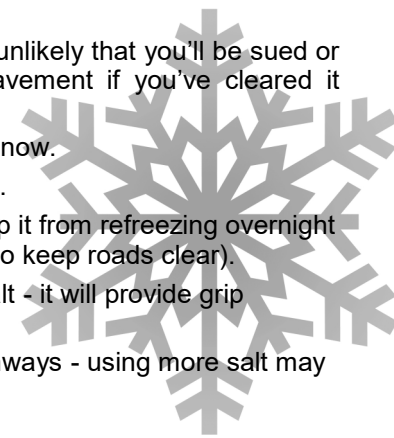 unlikely that you'll be sued or
avement if you've cleared it
now.
.
p it from refreezing overnight
o keep roads clear).
lt - it will provide grip
ways - using more salt may